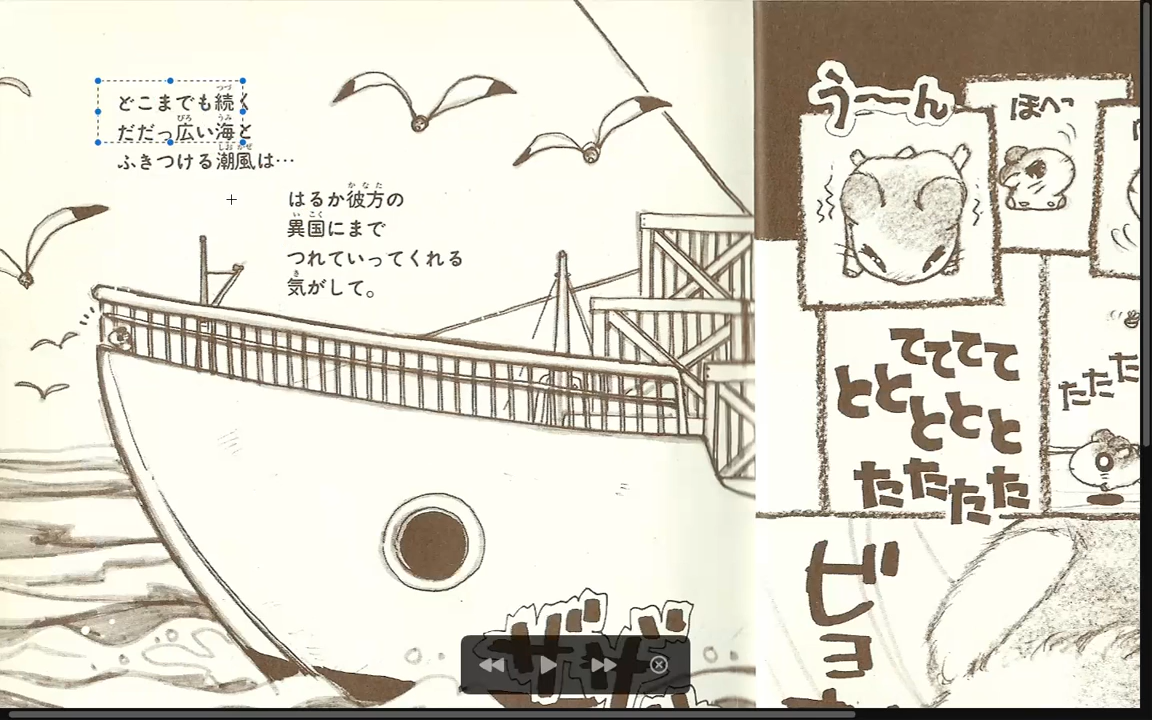 どこまでも続く
だだっ広い海と
ふきつける潮風は…
はるか彼方の
異国にまで
つれていってくれる
気がして。
ザザ
う〜ん
ほへっ
てててて
とととととと
たたたた
たたた
ピョ